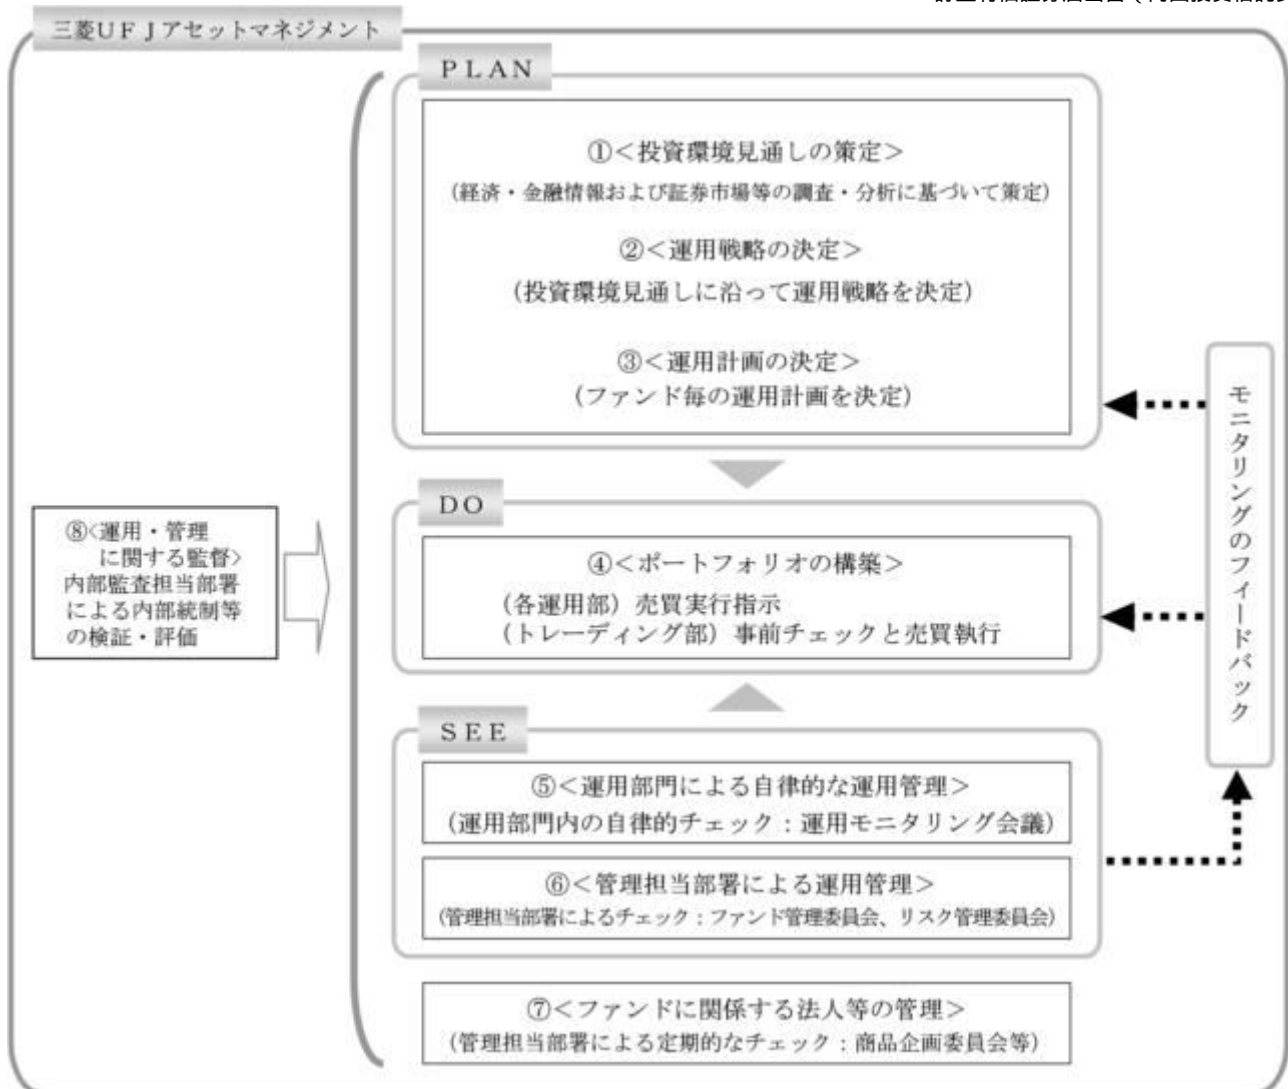 三菱UFJアセットマネジメント
PLAN
①<投資環境見通しの策定>
(経済・金融情報および証券市場等の調査・分析に基づいて策定)
②<運用戦略の決定>
(投資環境見通しに沿って運用戦略を決定)
③<運用計画の決定>
(ファンド毎の運用計画を決定)
DO
④<ポートフォリオの構築>
(各運用部)売買実行指示
(トレーディング部)事前チェックと売買執行
SEE
⑤<運用部門による自律的な運用管理>
(運用部門内の自律的チェック:運用モニタリング会議)
⑥<管理担当部署による運用管理>
(管理担当部署によるチェック:ファンド管理委員会、リスク管理委員会)
⑦<ファンドに関係する法人等の管理>
(管理担当部署による定期的なチェック:商品企画委員会等)
⑧<運用・管理
に関する監督>
内部監査担当部署
による内部統制等
の検証・評価
モニタリングのフィードバック